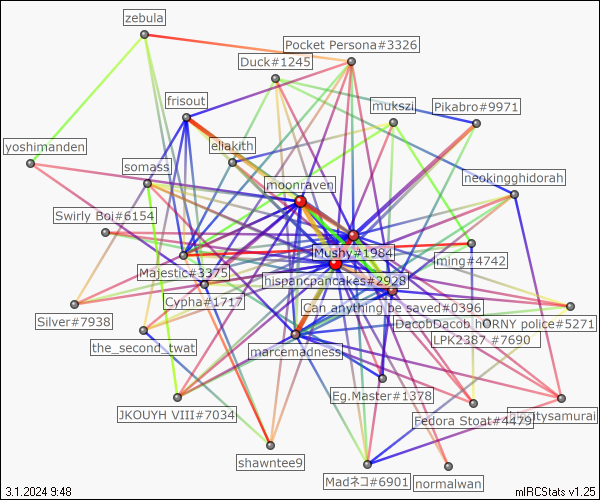 zebula
Pocket Persona#3326
Duck#1245
frisout
mukszi
Pikabro#9971
yoshimanden
eliakith
somass
moonraven
neokingghidorah
Swirly Boi#6154
Mushy#1984
ming#4742
Majestic#3375
hispancpancakes#2928
Cypha#1717
Can anything be saved#0396
Silver#7938
DacobDacob hORNY police#5271
LPK2387 #7690
the_second_twat
marcemadness
Eg.Master#1378
JKOUYH VIII#7034
Fedora Stoat#4479
shawntee9
Madネコ#6901
normalwan
3.1.2024 9:48
mIRCStats v1.25